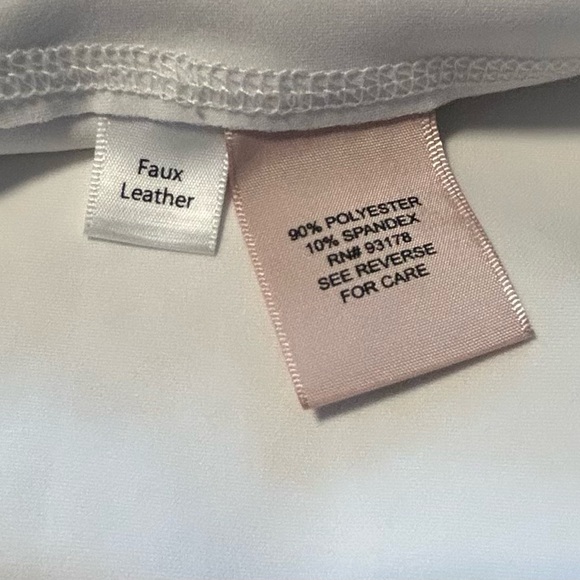 Faux
Leather
90% POLYESTER
10% SPANDEX
RN# 93178
SEE REVERSE
FOR CARE